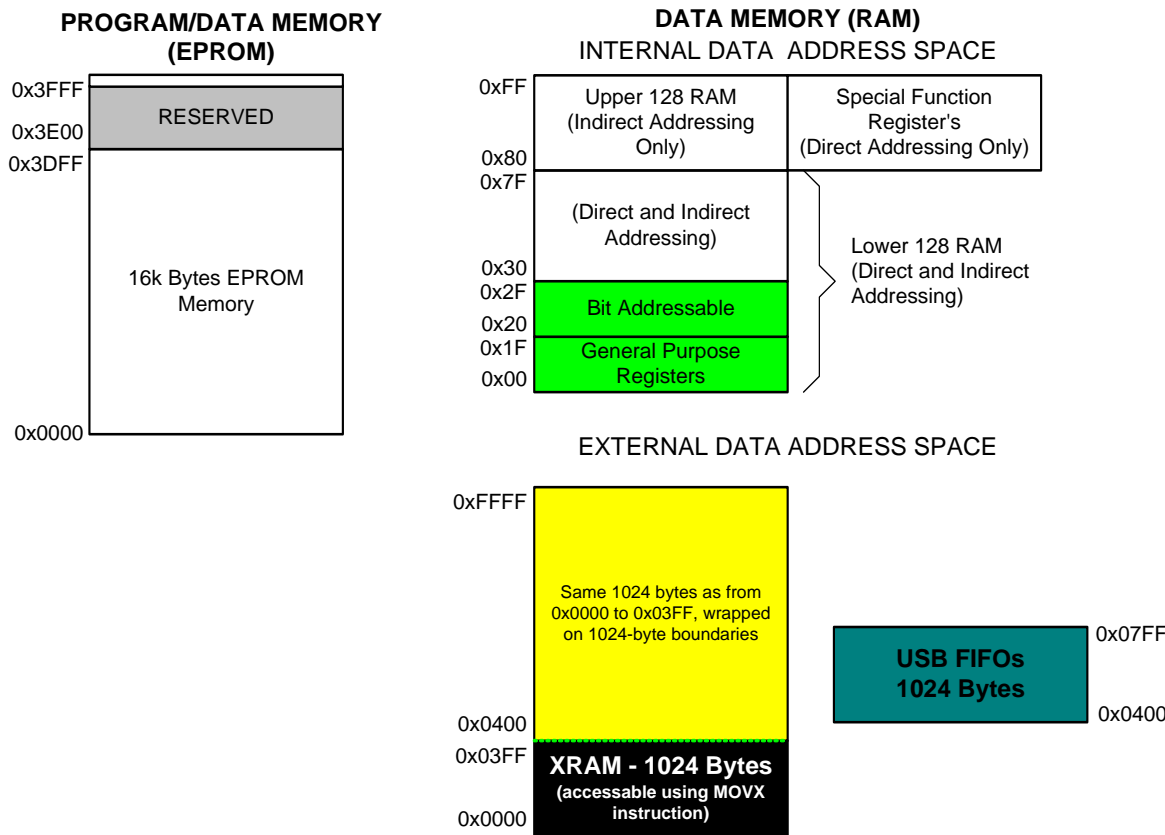 PROGRAM/DATA MEMORY
(EPROM)
0x3FFF
RESERVED
0x3E00
0x3DFF
16k Bytes EPROM
Memory
0x0000
DATA MEMORY (RAM)
INTERNAL DATA ADDRESS SPACE
0xFF
Upper 128 RAM
(Indirect Addressing
Only)
0x80
Special Function
Register's
(Direct Addressing Only)
0x7F
(Direct and Indirect
Addressing)
0x30
Lower 128 RAM
(Direct and Indirect
Addressing)
0x2F
Bit Addressable
0x20
0x1F
General Purpose
Registers
0x00
EXTERNAL DATA ADDRESS SPACE
0xFFFF
Same 1024 bytes as from
0x0000 to 0x03FF, wrapped
on 1024-byte boundaries
0x0400
0x03FF
XRAM - 1024 Bytes
(accessable using MOVX
instruction)
0x0000
0x07FF
USB FIFOs
1024 Bytes
0x0400